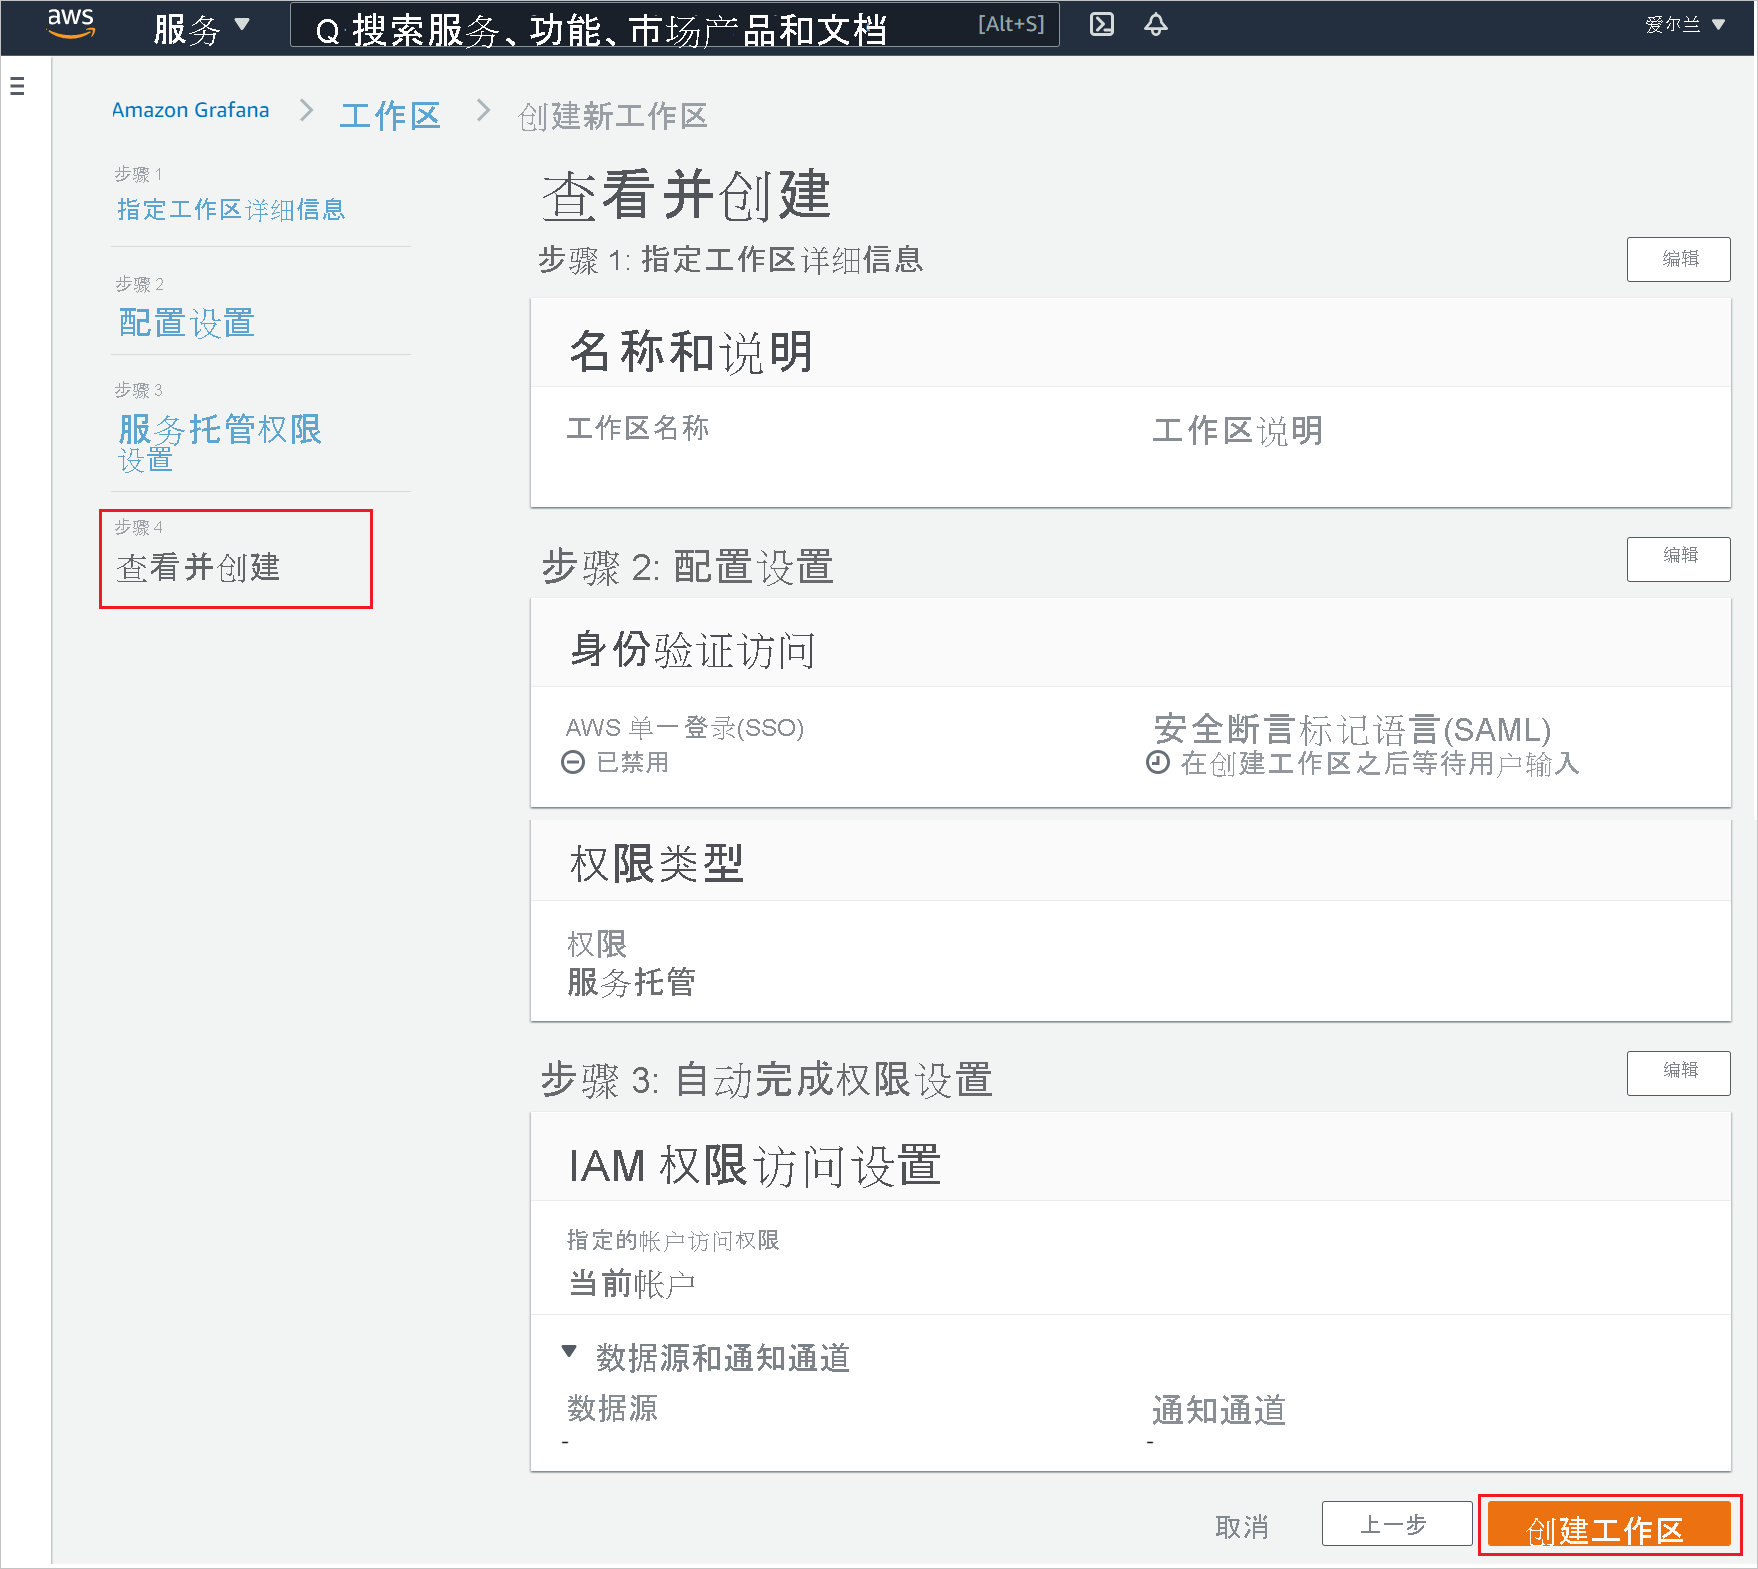 aws
服务
搜索服务、功能、市场产品和文档
[Alt+S]
爱尔兰
Amazon Grafana
工作区
创建新工作区
步骤 1
指定工作区详细信息
步骤 2
配置设置
步骤 3
服务托管权限
设置
步骤 4
查看并创建
查看并创建
步骤 1: 指定工作区详细信息
编辑
名称和说明
工作区名称
工作区说明
步骤 2: 配置设置
编辑
身份验证访问
AWS 单一登录(SSO)
已禁用
安全断言标记语言(SAML)
在创建工作区之后等待用户输入
权限类型
权限
服务托管
步骤 3: 自动完成权限设置
编辑
IAM 权限访问设置
指定的帐户访问权限
当前帐户
数据源和通知通道
数据源
-
通知通道
-
取消
上一步
创建工作区